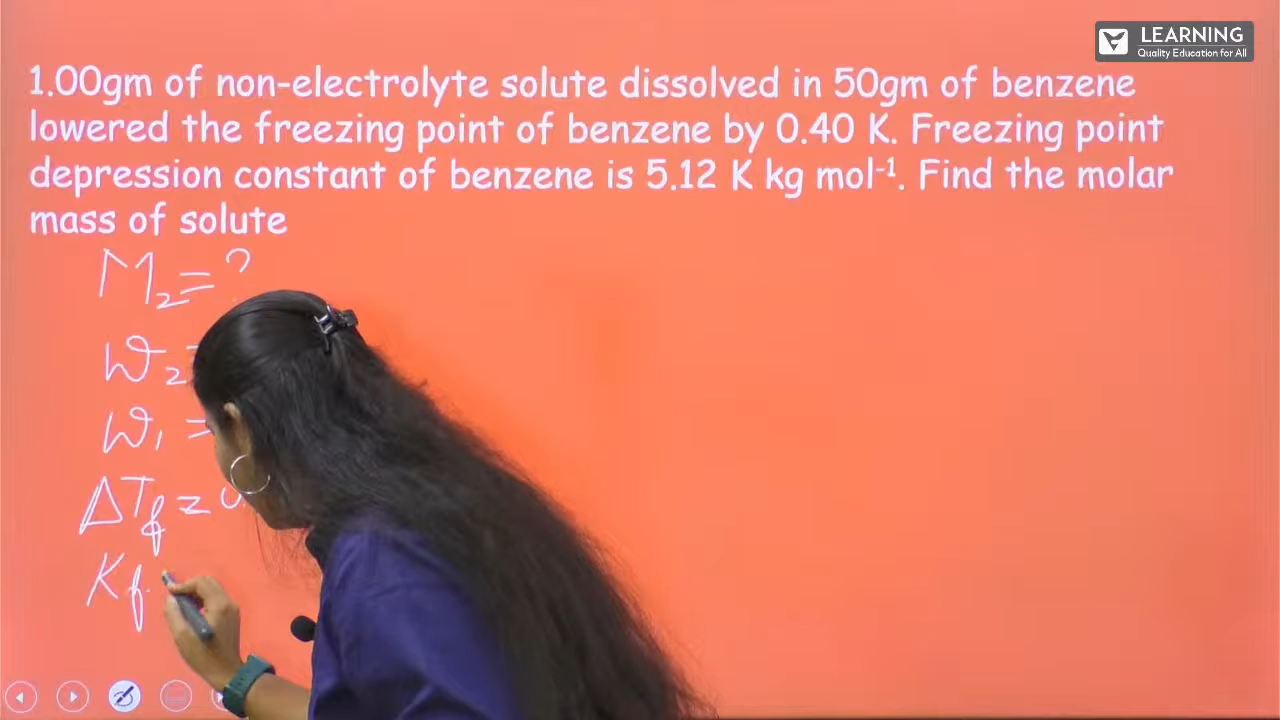 LEARNING
Quality Education for All
1.00gm of non-electrolyte solute dissolved in 50gm of benzene
lowered the freezing point of benzene by 0.40 K. Freezing point
depression constant of benzene is 5.12 K kg mol⁻¹. Find the molar
mass of solute
M₂ = ?
W₂ =
W₁ =
ΔTf = 0
Kf